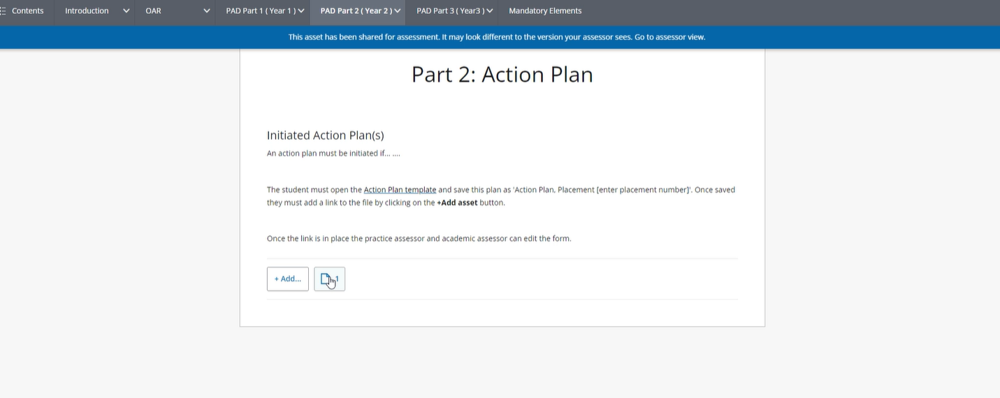 Contents Introduction OAR PAD Part 1 ( Year 1 ) PAD Part 2 ( Year 2 ) PAD Part 3 ( Year3 ) Mandatory Elements
This asset has been shared for assessment. It may look different to the version your assessor sees. Go to assessor view.
Part 2: Action Plan
Initiated Action Plan(s)
An action plan must be initiated if... ....
The student must open the Action Plan template and save this plan as 'Action Plan, Placement [enter placement number]'. Once saved
they must add a link to the file by clicking on the +Add asset button.
Once the link is in place the practice assessor and academic assessor can edit the form.
+ Add... 1